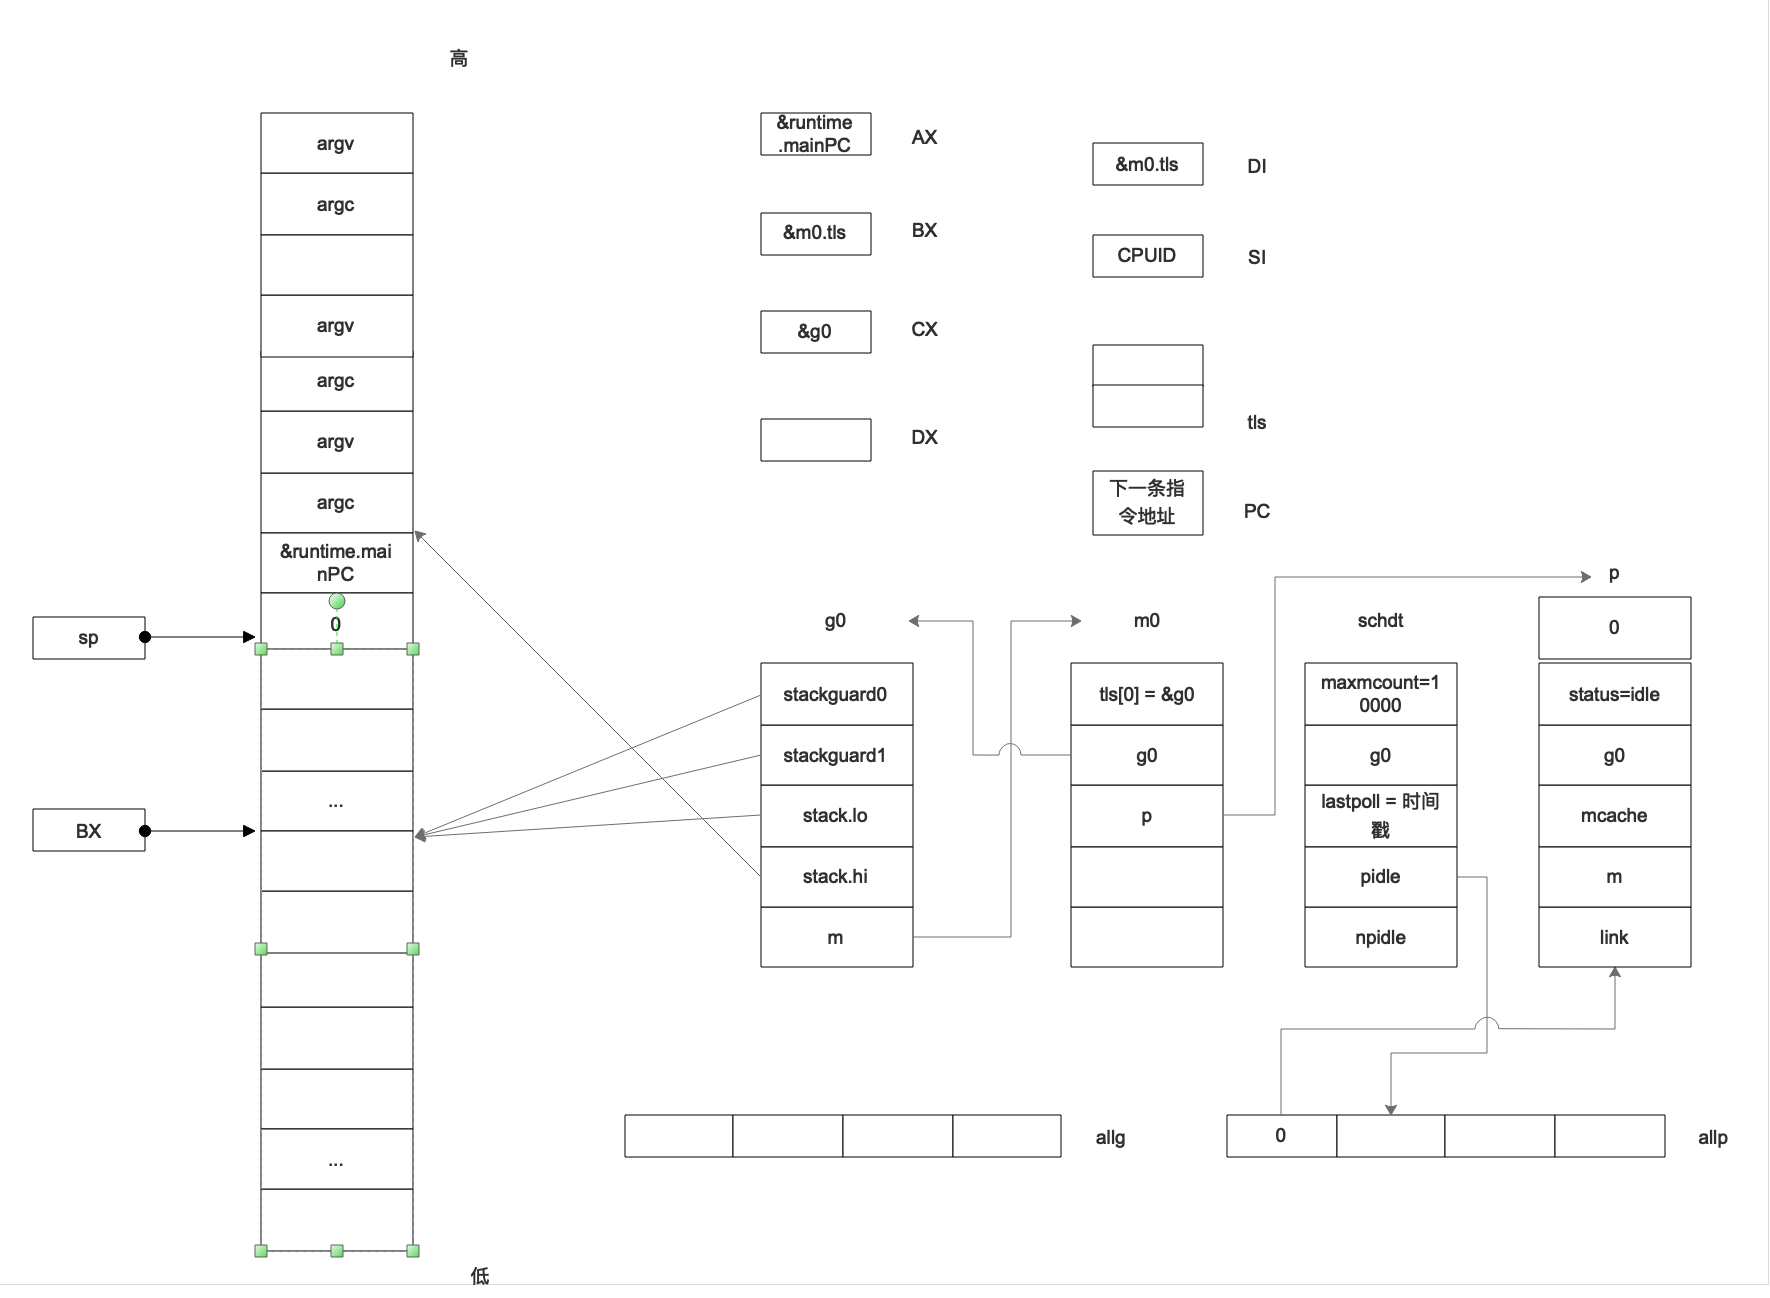 高
argv
argc
argv
argc
argv
argc
&runtime.mai
nPC
0
sp
...
BX
...
低
&runtime
.mainPC
AX
&m0.tls
BX
&g0
CX
DX
&m0.tls
DI
CPUID
SI
tls
下一条指
令地址
PC
g0
stackguard0
stackguard1
stack.lo
stack.hi
m
m0
tls[0] = &g0
g0
p
schdt
maxmcount=1
0000
g0
lastpoll = 时间
戳
pidle
npidle
p
0
status=idle
g0
mcache
m
link
allg
0
allp